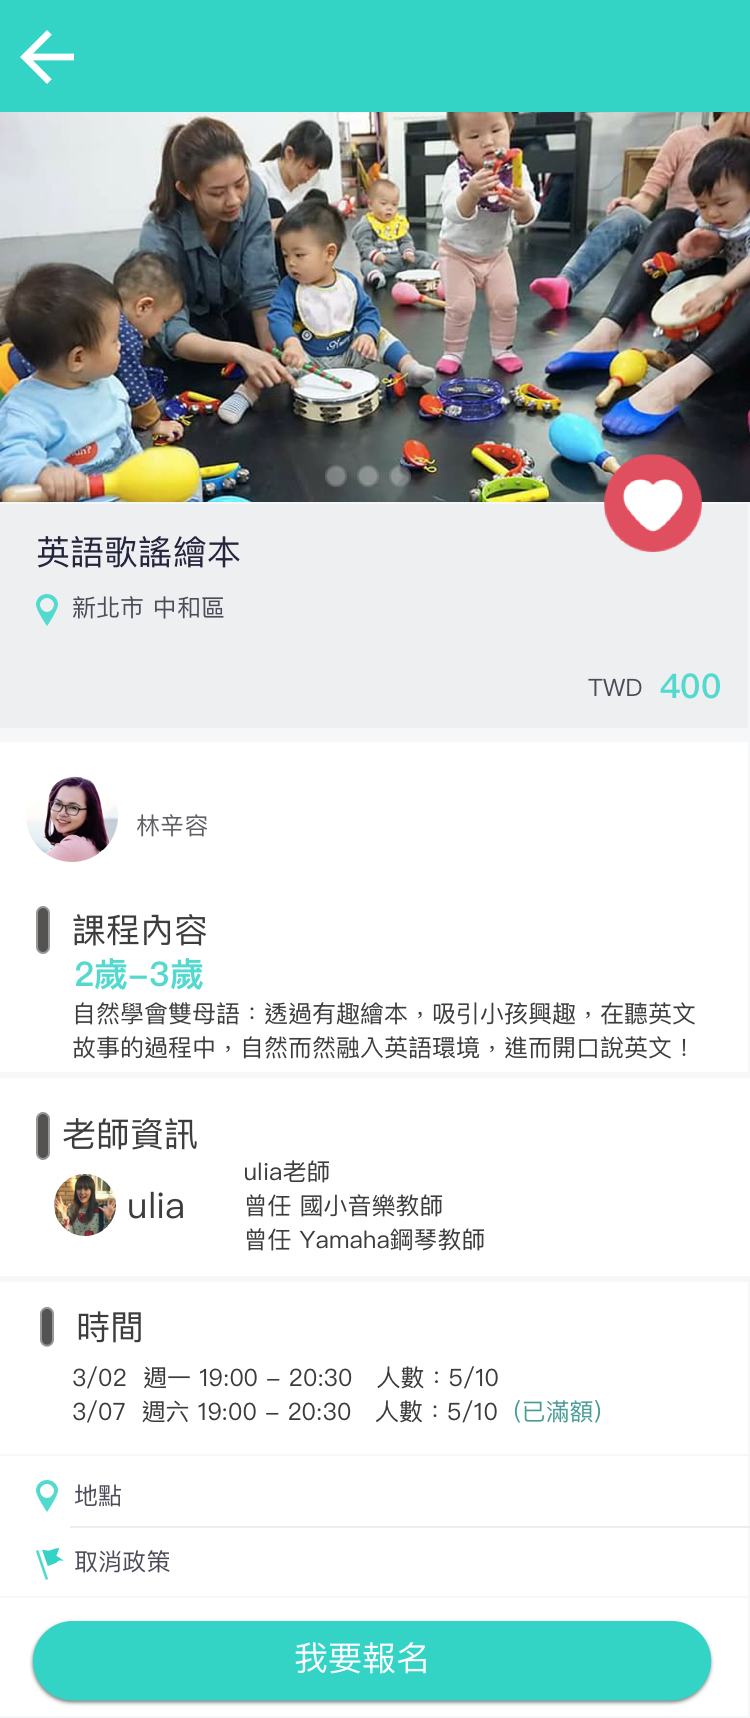 英語歌謠繪本
新北市 中和區
TWD 400
林辛容
課程內容
2歲–3歲
自然學會雙母語：透過有趣繪本，吸引小孩興趣，在聽英文
故事的過程中，自然而然融入英語環境，進而開口說英文！
老師資訊
ulia
ulia老師
曾任 國小音樂教師
曾任 Yamaha鋼琴教師
時間
3/02 週一 19:00 – 20:30 人數：5/10
3/07 週六 19:00 – 20:30 人數：5/10（已滿額）
地點
取消政策
我要報名